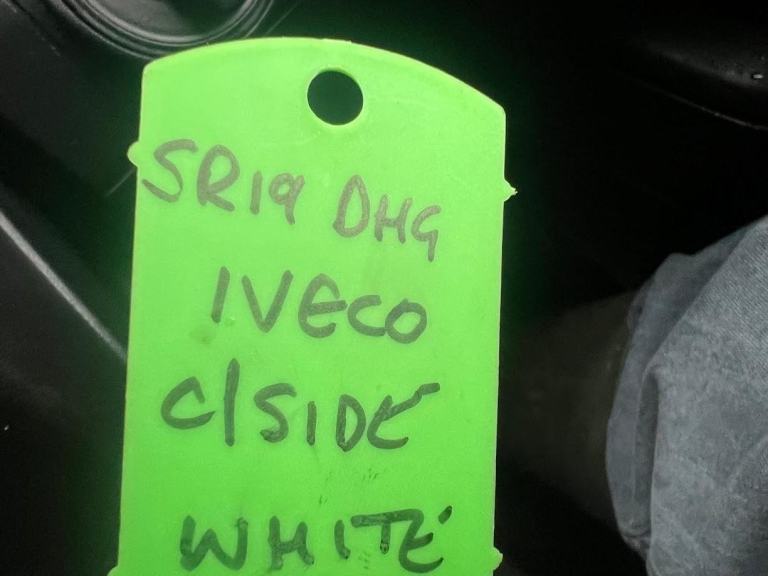 SR19 DHG
IVECO
C/SIDE
WHITE